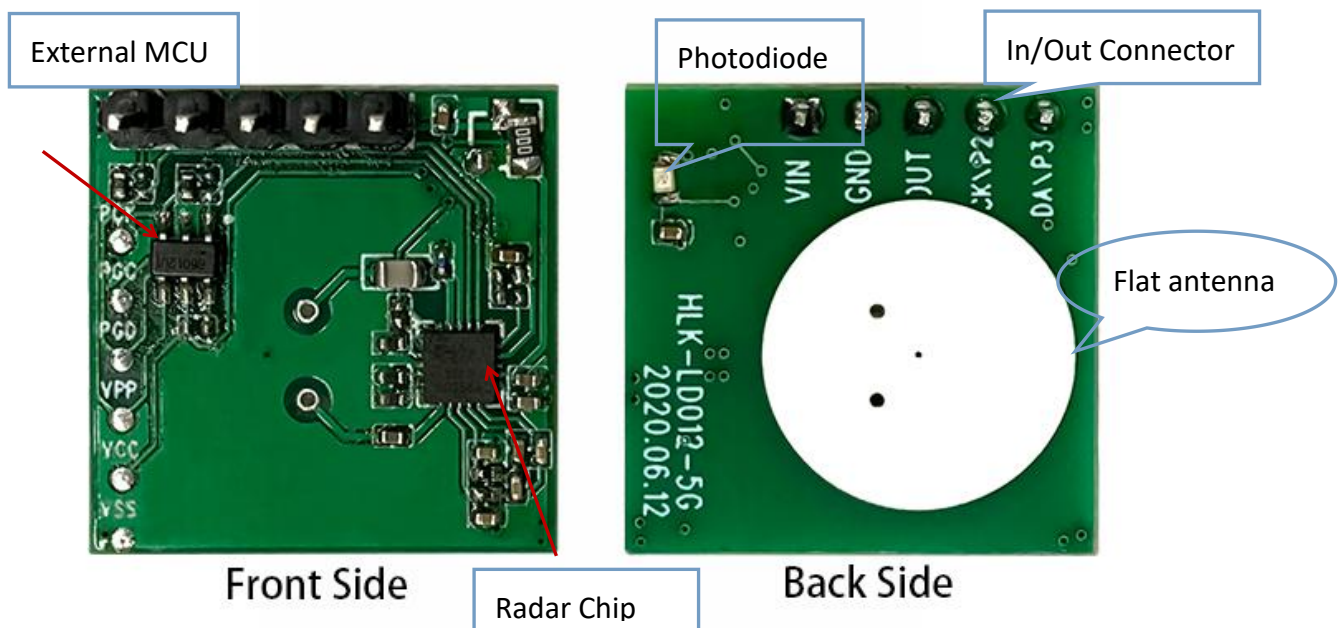 External MCU
Photodiode
In/Out Connector
PGC
PGD
VPP
VCC
VSS
000
VIN
GND
OUT
CK\P2
DA\P3
Flat antenna
HLK-LD012-5G
2020.06.12
Front Side
Back Side
Radar Chip